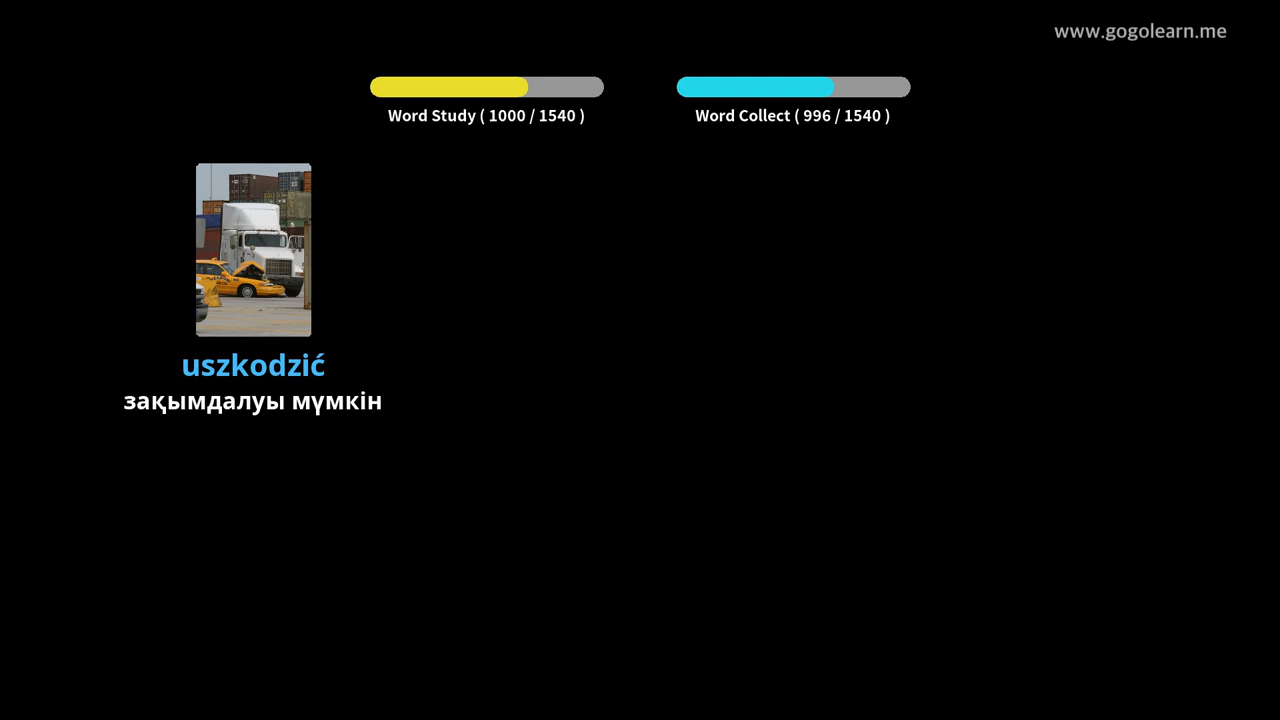 www.gogolearn.me
Word Study ( 1000 / 1540 )
Word Collect ( 996 / 1540 )
uszkodzić
зақымдалуы мүмкін